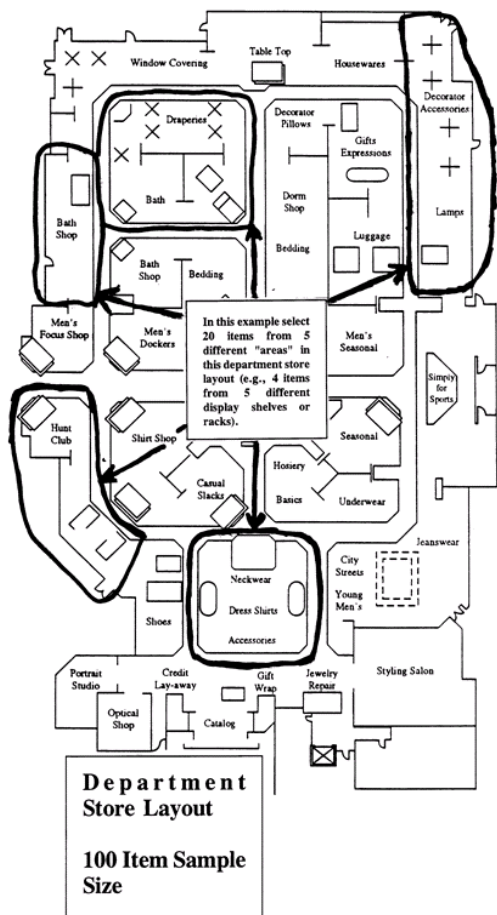 Table Top
Window Covering
Housewares
Draperies
Decorator
Pillows
Gifts
Expressions
Decorator
Accessories
Bath
Dorm
Shop
Lamps
Bath
Shop
Luggage
Bedding
Bath
Shop
Bedding
Men's
Focus Shop
Men's
Dockers
In this example select
20 items from 5
different "areas" in
this department store
layout (e.g., 4 items
from 5 different
display shelves or
racks).
Men's
Seasonal
Simply
for
Sports
Hunt
Club
Shirt Shop
Seasonal
Hosiery
Casual
Slacks
Basics
Underwear
Jeanswear
City
Streets
Young
Men's
Neckwear
Dress Shirts
Accessories
Shoes
Portrait
Studio
Credit
Lay-away
Gift
Wrap
Jewelry
Repair
Styling Salon
Optical
Shop
Catalog
Department
Store Layout
100 Item Sample
Size